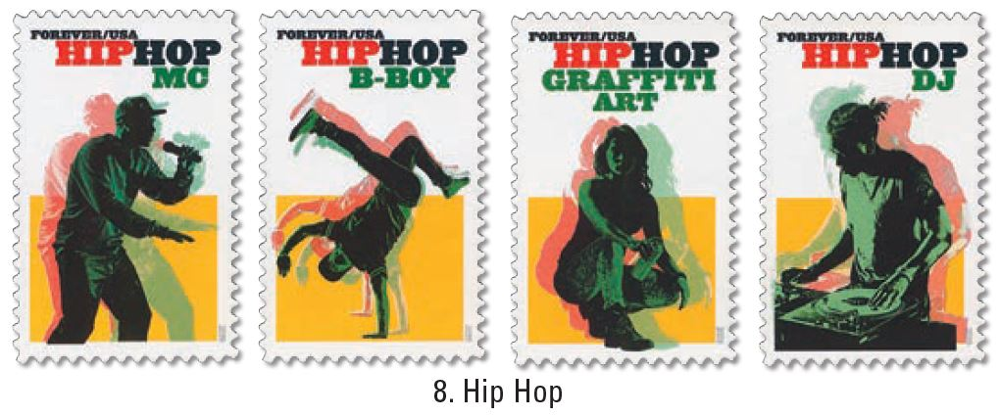 FOREVER/USA
HIPHOP
MC
FOREVER/USA
HIPHOP
B-BOY
FOREVER/USA
HIPHOP
GRAFFITI
ART
FOREVER/USA
HIPHOP
DJ
8. Hip Hop